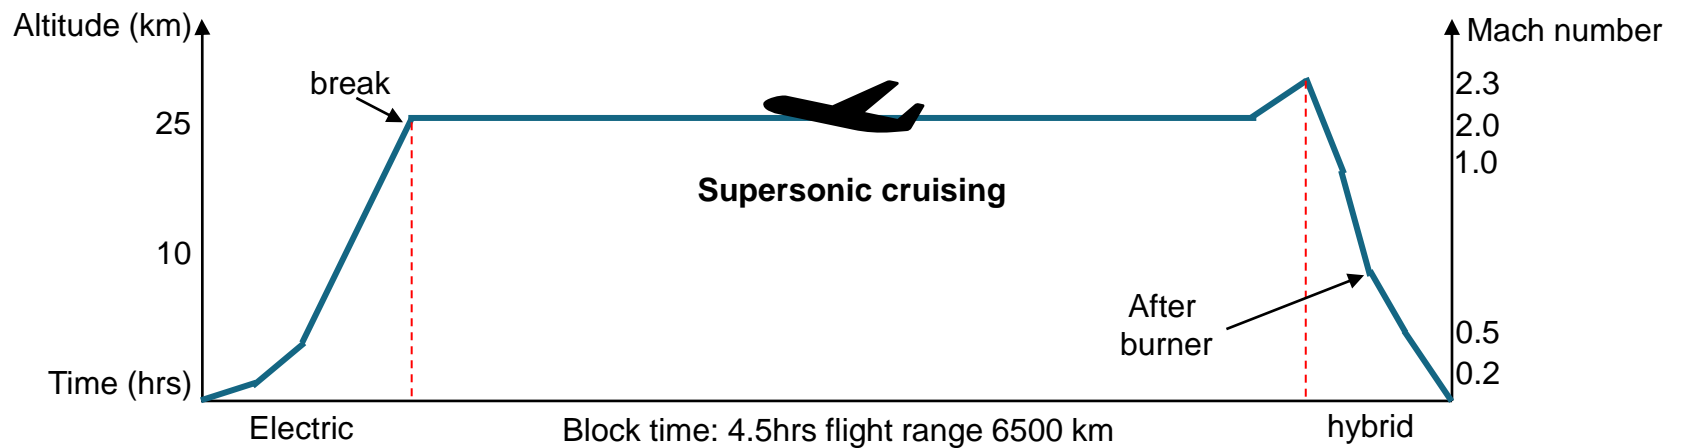 Altitude (km)
Mach number
break
2.3
25
2.0
1.0
Supersonic cruising
10
After
burner
0.5
0.2
Time (hrs)
Electric
Block time: 4.5hrs flight range 6500 km
hybrid